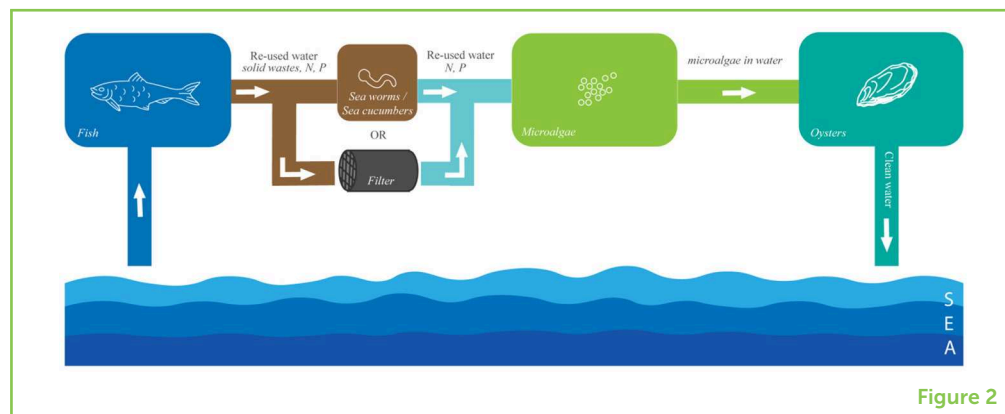 Fish
Re-used water
solid wastes, N, P
Sea worms /
Sea cucumbers
OR
Filter
Re-used water
N, P
Microalgae
microalgae in water
Oysters
Clean water
S
E
A
Figure 2